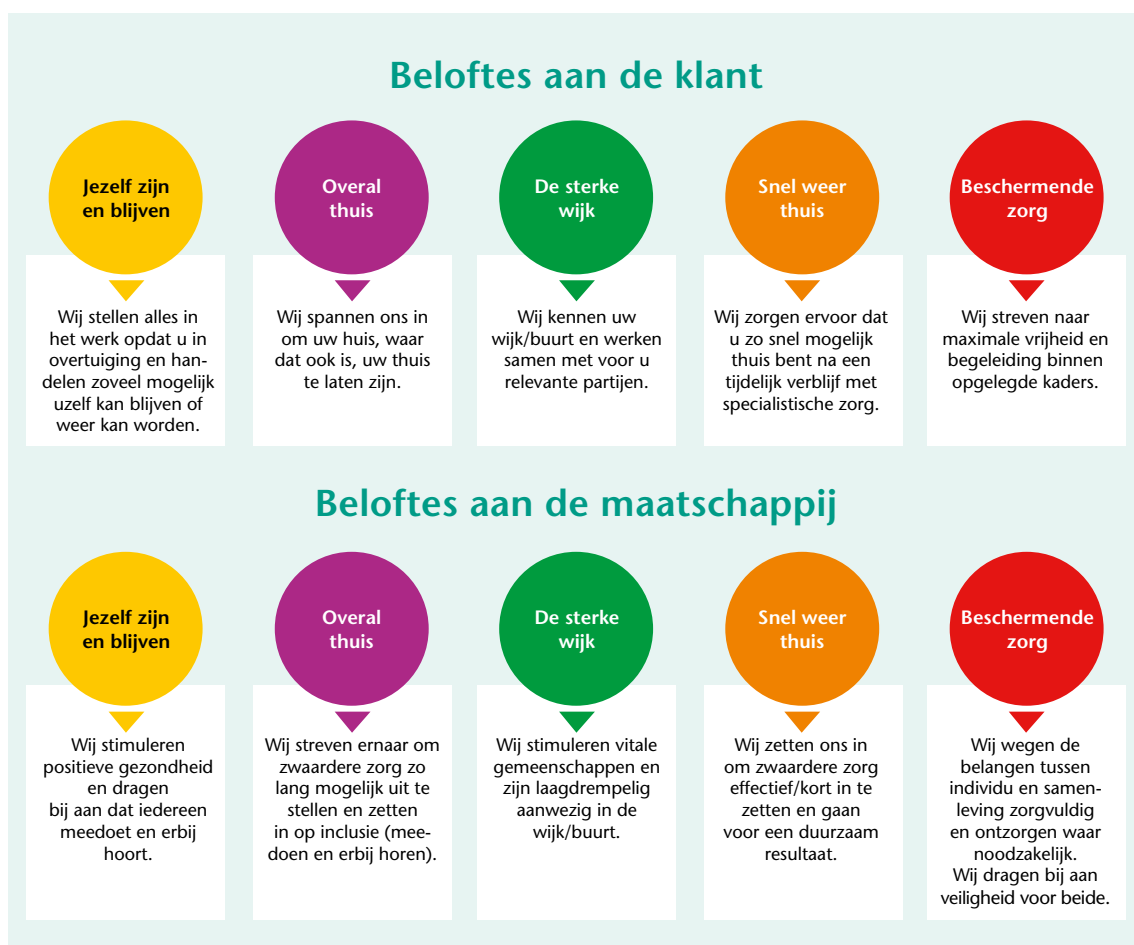 Beloftes aan de klant
Jezelf zijn
en blijven
Wij stellen alles in
het werk opdat u in
overtuiging en han-
delen zoveel mogelijk
uzelf kan blijven of
weer kan worden.
Overal
thuis
Wij spannen ons in
om uw huis, waar
dat ook is, uw thuis
te laten zijn.
De sterke
wijk
Wij kennen uw
wijk/buurt en werken
samen met voor u
relevante partijen.
Snel weer
thuis
Wij zorgen ervoor dat
u zo snel mogelijk
thuis bent na een
tijdelijk verblijf met
specialistische zorg.
Beschermende
zorg
Wij streven naar
maximale vrijheid en
begeleiding binnen
opgelegde kaders.
Beloftes aan de maatschappij
Jezelf zijn
en blijven
Wij stimuleren
positieve gezondheid
en dragen
bij aan dat iedereen
meedoet en erbij
hoort.
Overal
thuis
Wij streven ernaar om
zwaardere zorg zo
lang mogelijk uit te
stellen en zetten
in op inclusie (mee-
doen en erbij horen).
De sterke
wijk
Wij stimuleren vitale
gemeenschappen en
zijn laagdrempelig
aanwezig in de
wijk/buurt.
Snel weer
thuis
Wij zetten ons in
om zwaardere zorg
effectief/kort in te
zetten en gaan
voor een duurzaam
resultaat.
Beschermende
zorg
Wij wegen de
belangen tussen
individu en samen-
leving zorgvuldig
en ontzorgen waar
noodzakelijk.
Wij dragen bij aan
veiligheid voor beide.